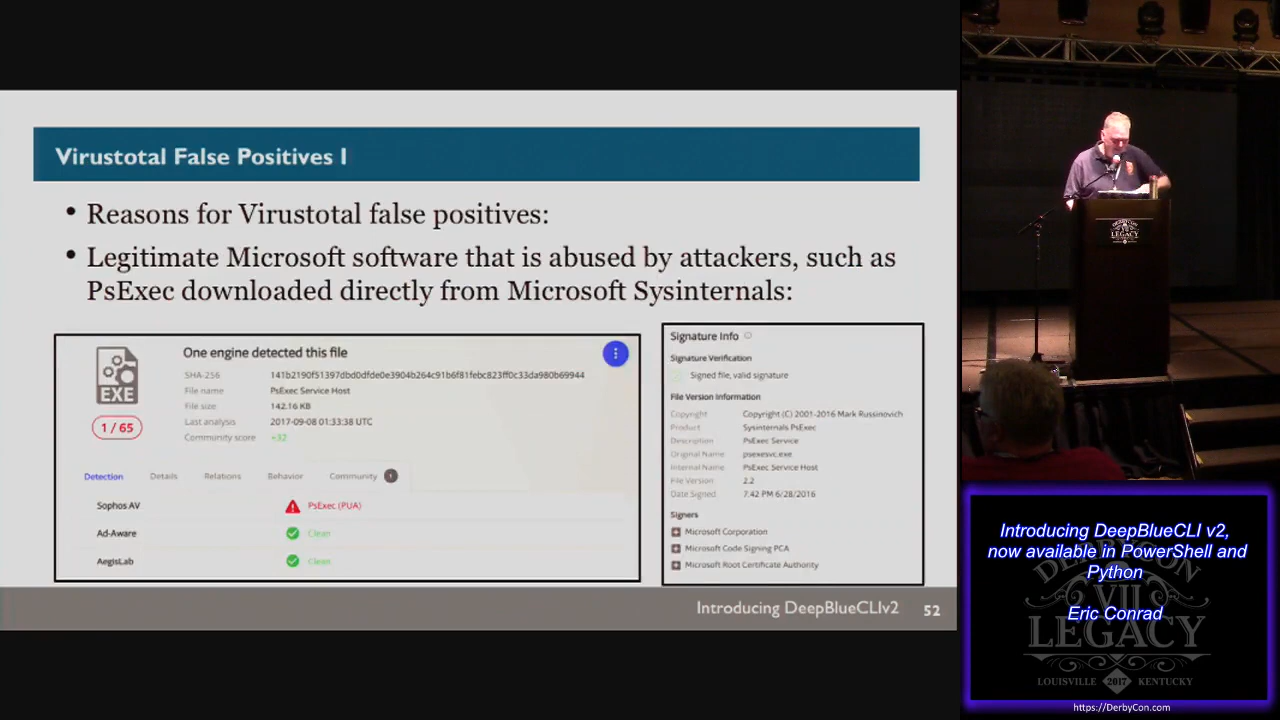 Virustotal False Positives I
• Reasons for Virustotal false positives:
• Legitimate Microsoft software that is abused by attackers, such as
PsExec downloaded directly from Microsoft Sysinternals:
EXE
1 / 65
One engine detected this file
SHA-256 141b2190f51397dbd0dfde0e3904b264c91b6f81febc823ff0c33da980b69944
File name PsExec Service Host
File size 142.16 KB
Last analysis 2017-09-08 01:33:38 UTC
Community score +32
Detection Details Relations Behavior Community
Sophos AV PsExec (PUA)
Ad-Aware Clean
AegisLab Clean
Signature Info
Signature Verification
Signed file, valid signature
File Version Information
Copyright Copyright (C) 2001-2016 Mark Russinovich
Product Sysinternals PsExec
Description PsExec Service
Original Name psexesvc.exe
Internal Name PsExec Service Host
File Version 2.2
Date Signed 7:42 PM 6/28/2016
Signers
Microsoft Corporation
Microsoft Code Signing PCA
Microsoft Root Certificate Authority
Introducing DeepBlueCLIv2 52
LEGACY
Introducing DeepBlueCLI v2,
now available in PowerShell and
Python
Eric Conrad
DERBYCON
VII
LEGACY
LOUISVILLE 2017 KENTUCKY
https://DerbyCon.com